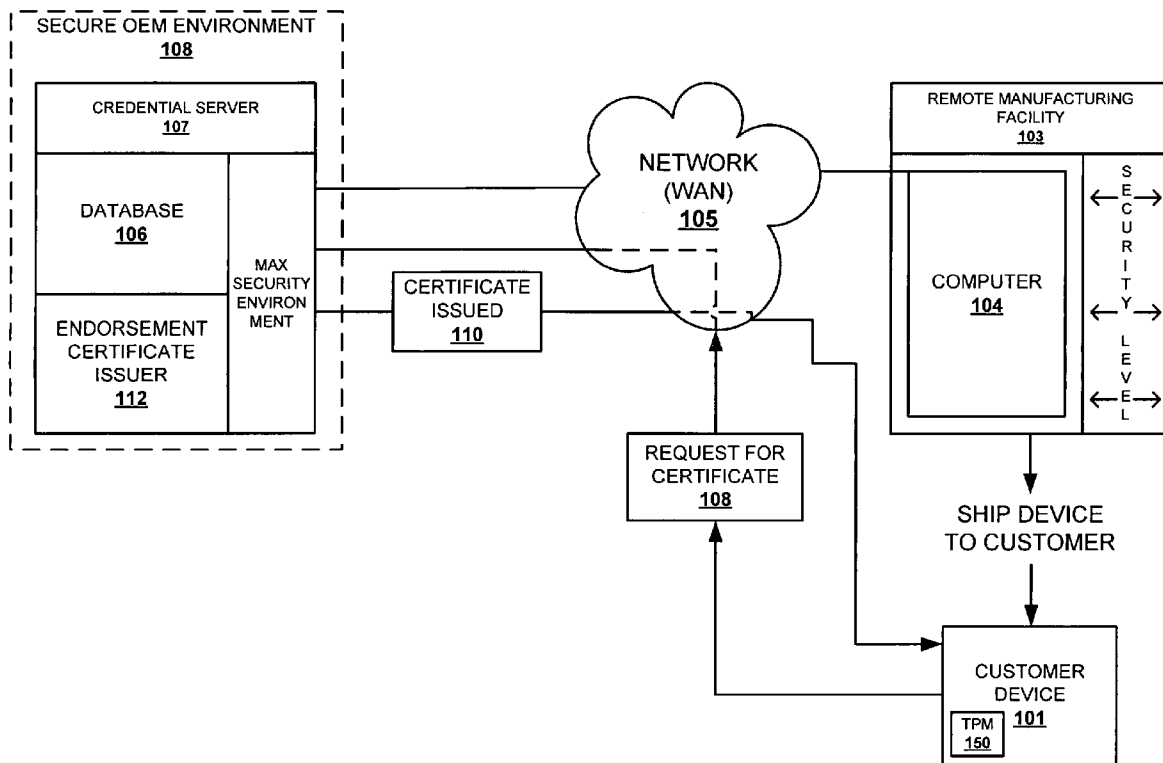 SECURE OEM ENVIRONMENT
108
CREDENTIAL SERVER
107
DATABASE
106
MAX
SECURITY
ENVIRON
MENT
ENDORSEMENT
CERTIFICATE
ISSUER
112
CERTIFICATE
ISSUED
110
NETWORK
(WAN)
105
REQUEST FOR
CERTIFICATE
108
REMOTE MANUFACTURING
FACILITY
103
COMPUTER
104
SECURITY LEVEL
SHIP DEVICE
TO CUSTOMER
CUSTOMER
DEVICE
101
TPM
150